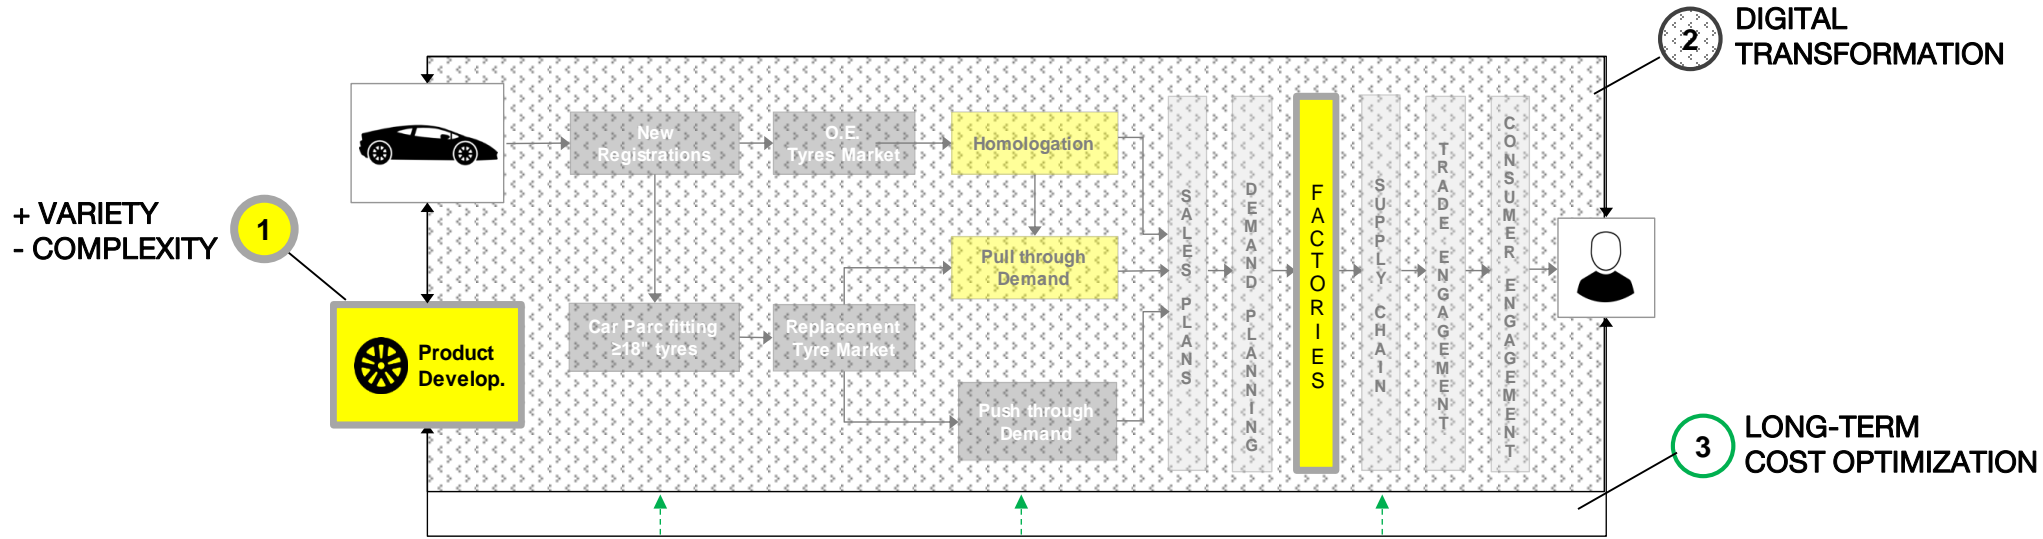 2
DIGITAL
TRANSFORMATION
+ VARIETY
- COMPLEXITY
1
New
Registrations
O.E.
Tyres Market
Homologation
Pull through
Demand
Car Parc fitting
≥18" tyres
Replacement
Tyre Market
Push through
Demand
Product
Develop.
SALES PLANS
DEMAND PLANNING
FACTORIES
SUPPLY CHAIN
TRADE ENGAGEMENT
CONSUMER ENGAGEMENT
3
LONG-TERM
COST OPTIMIZATION